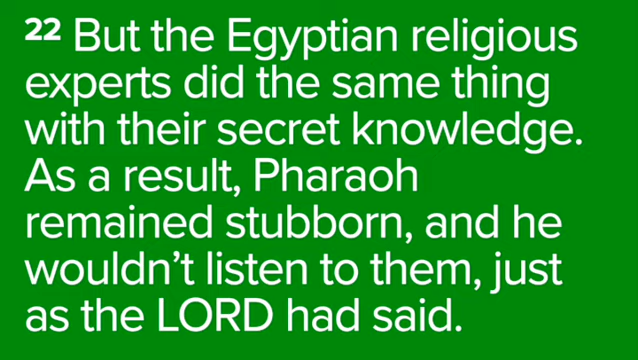 22 But the Egyptian religious
experts did the same thing
with their secret knowledge.
As a result, Pharaoh
remained stubborn, and he
wouldn’t listen to them, just
as the LORD had said.